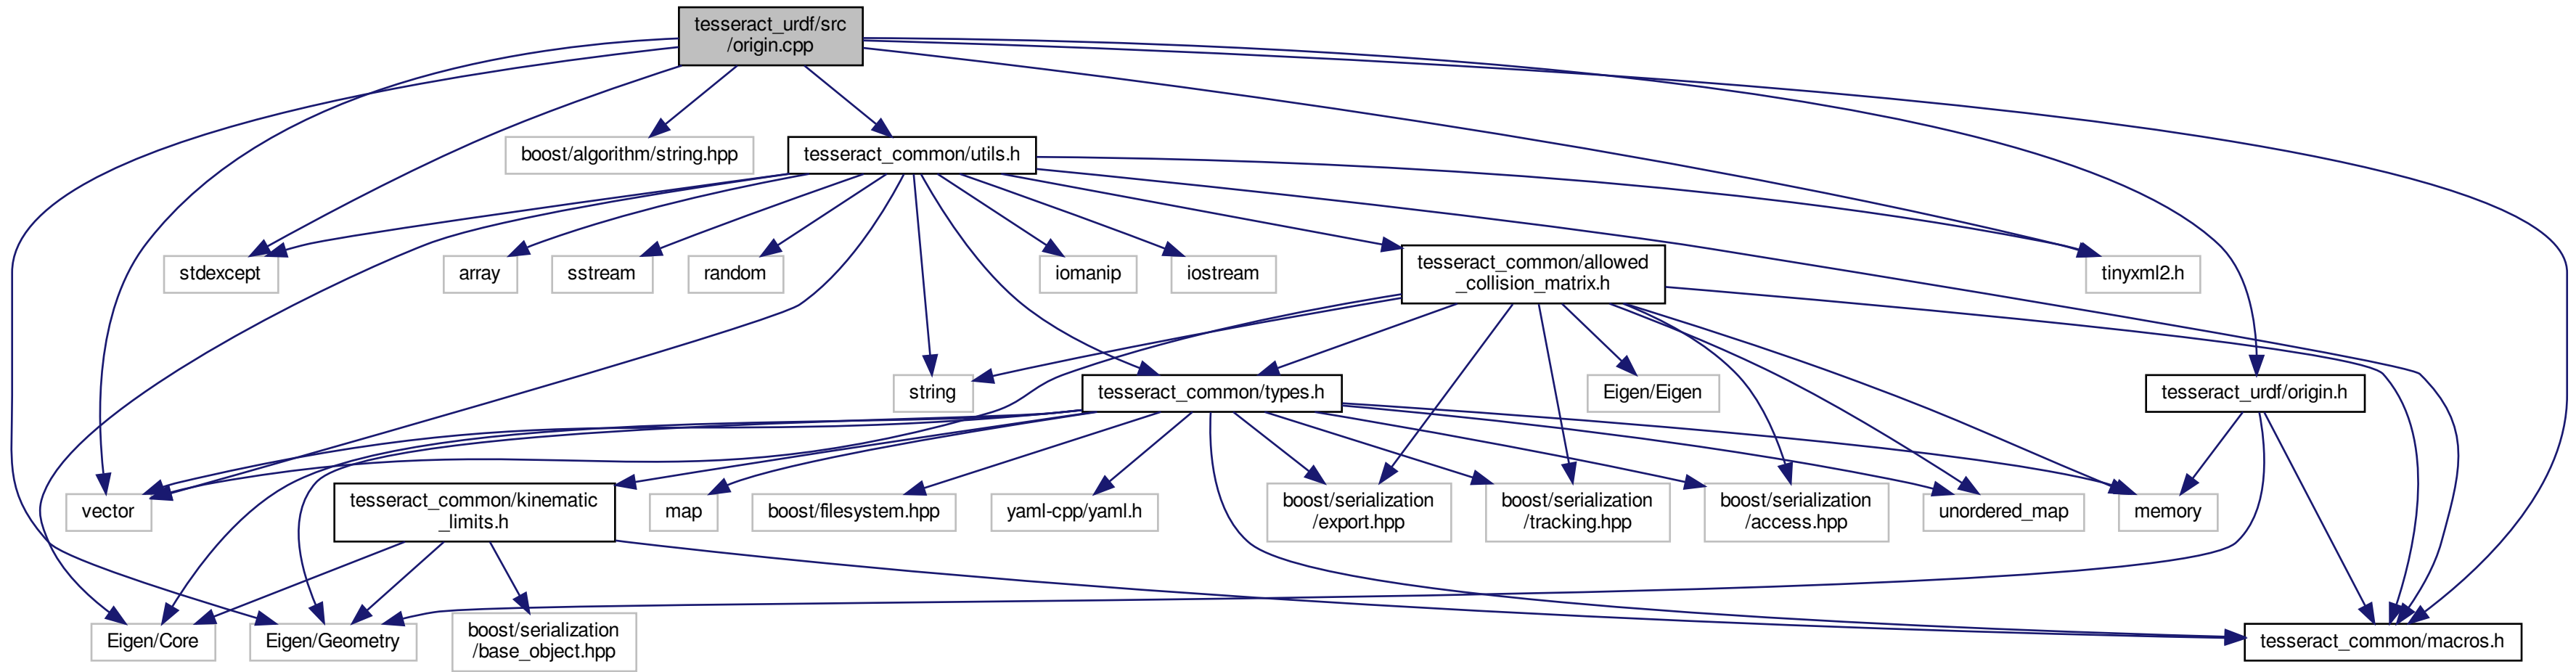 tesseract_urdf/src
/origin.cpp
boost/algorithm/string.hpp
tesseract_common/utils.h
stdexcept
array
sstream
random
iomanip
iostream
tesseract_common/allowed
_collision_matrix.h
tinyxml2.h
string
tesseract_common/types.h
Eigen/Eigen
tesseract_urdf/origin.h
vector
tesseract_common/kinematic
_limits.h
map
boost/filesystem.hpp
yaml-cpp/yaml.h
boost/serialization
/export.hpp
boost/serialization
/tracking.hpp
boost/serialization
/access.hpp
unordered_map
memory
Eigen/Core
Eigen/Geometry
boost/serialization
/base_object.hpp
tesseract_common/macros.h